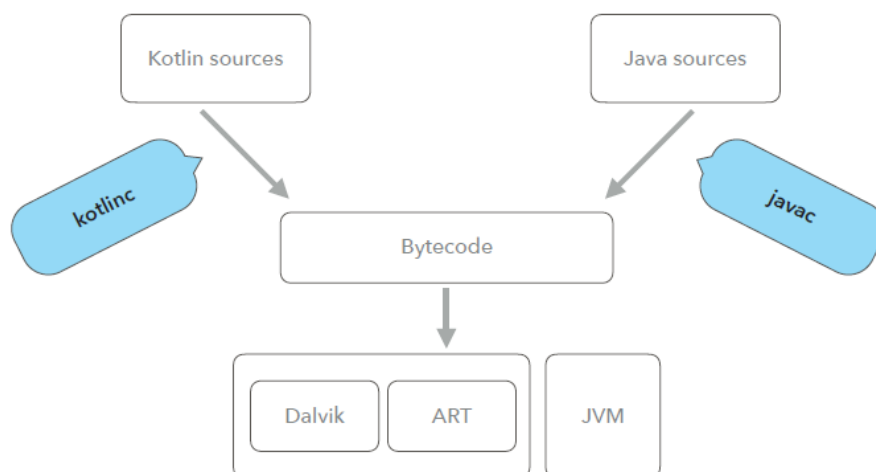 Kotlin sources
Java sources
kotlinc
javac
Bytecode
Dalvik
ART
JVM